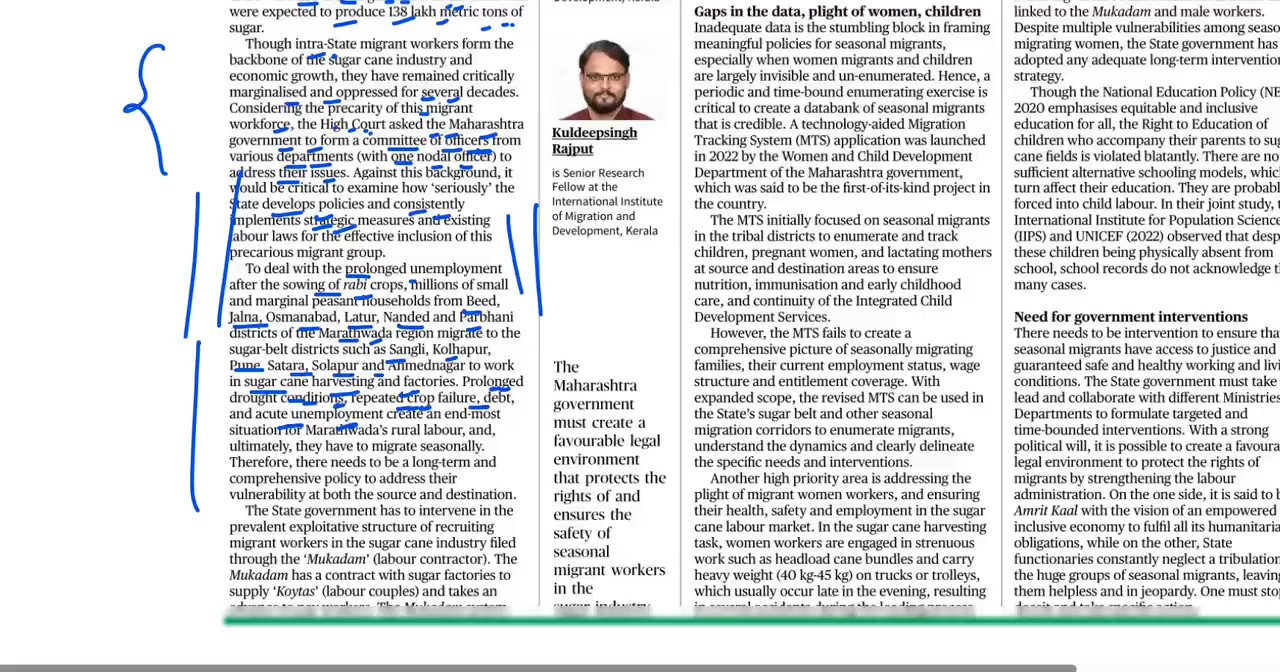 were expected to produce 138 lakh metric tons of
sugar.
Though intra-State migrant workers form the
backbone of the sugar cane industry and
economic growth, they have remained critically
marginalised and oppressed for several decades.
Considering the precarity of this migrant
workforce, the High Court asked the Maharashtra
government to form a committee of officers from
various departments (with one nodal officer) to
address their issues. Against this background, it
would be critical to examine how ‘seriously’ the
State develops policies and consistently
implements strategic measures and existing
labour laws for the effective inclusion of this
precarious migrant group.
To deal with the prolonged unemployment
after the sowing of rabi crops, millions of small
and marginal peasant households from Beed,
Jalna, Osmanabad, Latur, Nanded and Parbhani
districts of the Marathwada region migrate to the
sugar-belt districts such as Sangli, Kolhapur,
Pune, Satara, Solapur and Ahmednagar to work
in sugar cane harvesting and factories. Prolonged
drought conditions, repeated crop failure, debt,
and acute unemployment create an end-most
situation for Marathwada’s rural labour, and,
ultimately, they have to migrate seasonally.
Therefore, there needs to be a long-term and
comprehensive policy to address their
vulnerability at both the source and destination.
The State government has to intervene in the
prevalent exploitative structure of recruiting
migrant workers in the sugar cane industry filed
through the ‘Mukadam’ (labour contractor). The
Mukadam has a contract with sugar factories to
supply ‘Koytas’ (labour couples) and takes an
Development, Kerala
Kuldeepsingh
Rajput
is Senior Research
Fellow at the
International Institute
of Migration and
Development, Kerala
The
Maharashtra
government
must create a
favourable legal
environment
that protects the
rights of and
ensures the
safety of
seasonal
migrant workers
in the
sugar industry
Gaps in the data, plight of women, children
Inadequate data is the stumbling block in framing
meaningful policies for seasonal migrants,
especially when women migrants and children
are largely invisible and un-enumerated. Hence, a
periodic and time-bound enumerating exercise is
critical to create a databank of seasonal migrants
that is credible. A technology-aided Migration
Tracking System (MTS) application was launched
in 2022 by the Women and Child Development
Department of the Maharashtra government,
which was said to be the first-of-its-kind project in
the country.
The MTS initially focused on seasonal migrants
in the tribal districts to enumerate and track
children, pregnant women, and lactating mothers
at source and destination areas to ensure
nutrition, immunisation and early childhood
care, and continuity of the Integrated Child
Development Services.
However, the MTS fails to create a
comprehensive picture of seasonally migrating
families, their current employment status, wage
structure and entitlement coverage. With
expanded scope, the revised MTS can be used in
the State’s sugar belt and other seasonal
migration corridors to enumerate migrants,
understand the dynamics and clearly delineate
the specific needs and interventions.
Another high priority area is addressing the
plight of migrant women workers, and ensuring
their health, safety and employment in the sugar
cane labour market. In the sugar cane harvesting
task, women workers are engaged in strenuous
work such as headload cane bundles and carry
heavy weight (40 kg-45 kg) on trucks or trolleys,
which usually occur late in the evening, resulting
linked to the Mukadam and male workers.
Despite multiple vulnerabilities among seaso
migrating women, the State government has
adopted any adequate long-term intervention
strategy.
Though the National Education Policy (NE
2020 emphasises equitable and inclusive
education for all, the Right to Education of
children who accompany their parents to sug
cane fields is violated blatantly. There are no
sufficient alternative schooling models, whic
turn affect their education. They are probabl
forced into child labour. In their joint study, t
International Institute for Population Science
(IIPS) and UNICEF (2022) observed that desp
these children being physically absent from
school, school records do not acknowledge t
many cases.
Need for government interventions
There needs to be intervention to ensure tha
seasonal migrants have access to justice and
guaranteed safe and healthy working and livi
conditions. The State government must take
lead and collaborate with different Ministries
Departments to formulate targeted and
time-bounded interventions. With a strong
political will, it is possible to create a favoura
legal environment to protect the rights of
migrants by strengthening the labour
administration. On the one side, it is said to b
Amrit Kaal with the vision of an empowered
inclusive economy to fulfil all its humanitaria
obligations, while on the other, State
functionaries constantly neglect a tribulation
the huge groups of seasonal migrants, leavin
them helpless and in jeopardy. One must stop